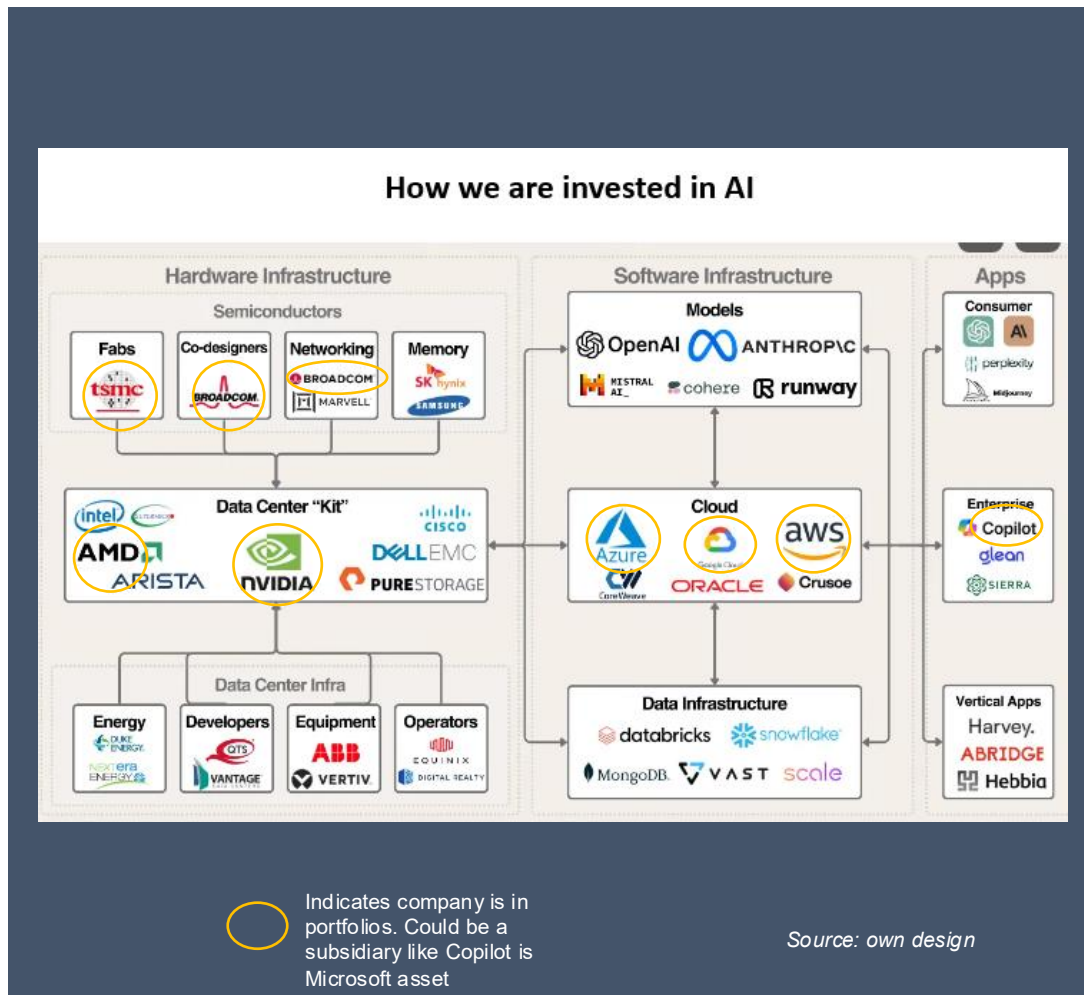 How we are invested in AI
Hardware Infrastructure
Semiconductors
Fabs
tsmc
Co-designers
BROADCOM
Networking
BROADCOM
MARVELL
Memory
SK hynix
SAMSUNG
Data Center "Kit"
intel
AMD
ARISTA
NVIDIA
CISCO
DELLEMC
PURESTORAGE
Data Center Infra
Energy
DUKE
ENERGY.
NEXTera
ENERGY
Developers
QTS
VANTAGE
DATA CENTERS
Equipment
ABB
VERTIV.
Operators
EQUINIX
DIGITAL REALTY
Software Infrastructure
Models
OpenAI
ANTHROP\C
MISTRAL
AI_
cohere
runway
Cloud
Azure
Google Cloud
aws
CoreWeave
ORACLE
Crusoe
Data Infrastructure
databricks
snowflake
MongoDB.
VAST
scale
Apps
Consumer
A\
perplexity
Midjourney
Enterprise
Copilot
glean
SIERRA
Vertical Apps
Harvey.
ABRIDGE
Hebbia
Indicates company is in
portfolios. Could be a
subsidiary like Copilot is
Microsoft asset
Source: own design